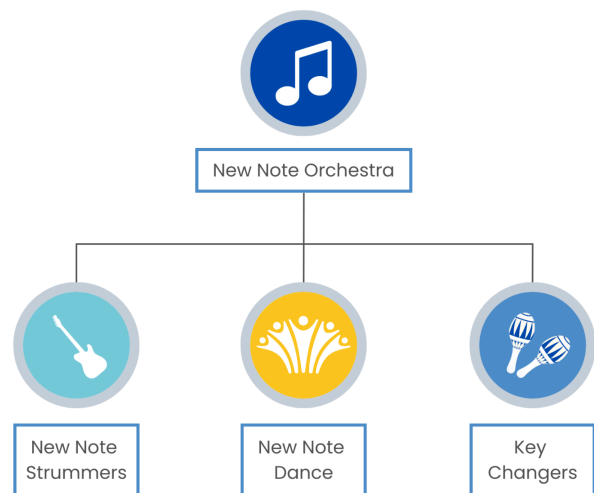 New Note Orchestra
New Note
Strummers
New Note
Dance
Key
Changers